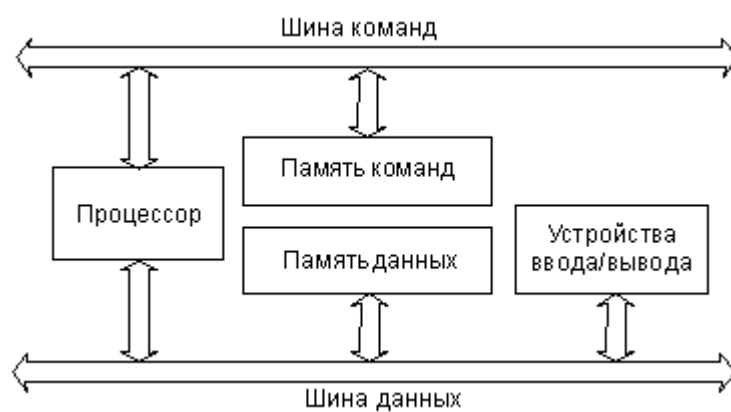 Шина команд
Память команд
Процессор
Память данных
Устройства
ввода/вывода
Шина данных